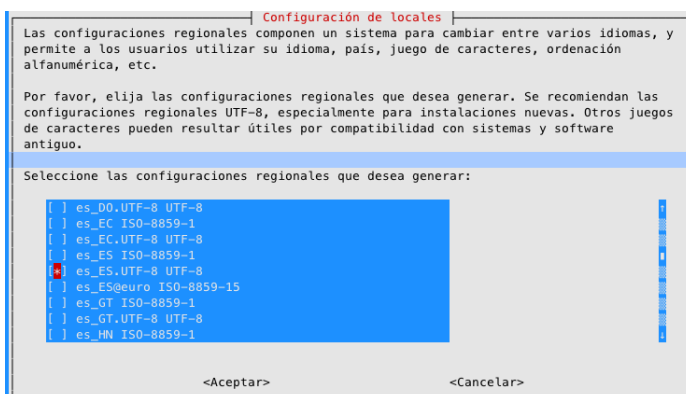 Configuración de locales
Las configuraciones regionales componen un sistema para cambiar entre varios idiomas, y
permite a los usuarios utilizar su idioma, país, juego de caracteres, ordenación
alfanumérica, etc.
Por favor, elija las configuraciones regionales que desea generar. Se recomiendan las
configuraciones regionales UTF-8, especialmente para instalaciones nuevas. Otros juegos
de caracteres pueden resultar útiles por compatibilidad con sistemas y software
antiguo.
Seleccione las configuraciones regionales que desea generar:
[ ] es_DO.UTF-8 UTF-8
[ ] es_EC ISO-8859-1
[ ] es_EC.UTF-8 UTF-8
[ ] es_ES ISO-8859-1
[*] es_ES.UTF-8 UTF-8
[ ] es_ES@euro ISO-8859-15
[ ] es_GT ISO-8859-1
[ ] es_GT.UTF-8 UTF-8
[ ] es_HN ISO-8859-1
<Aceptar> <Cancelar>